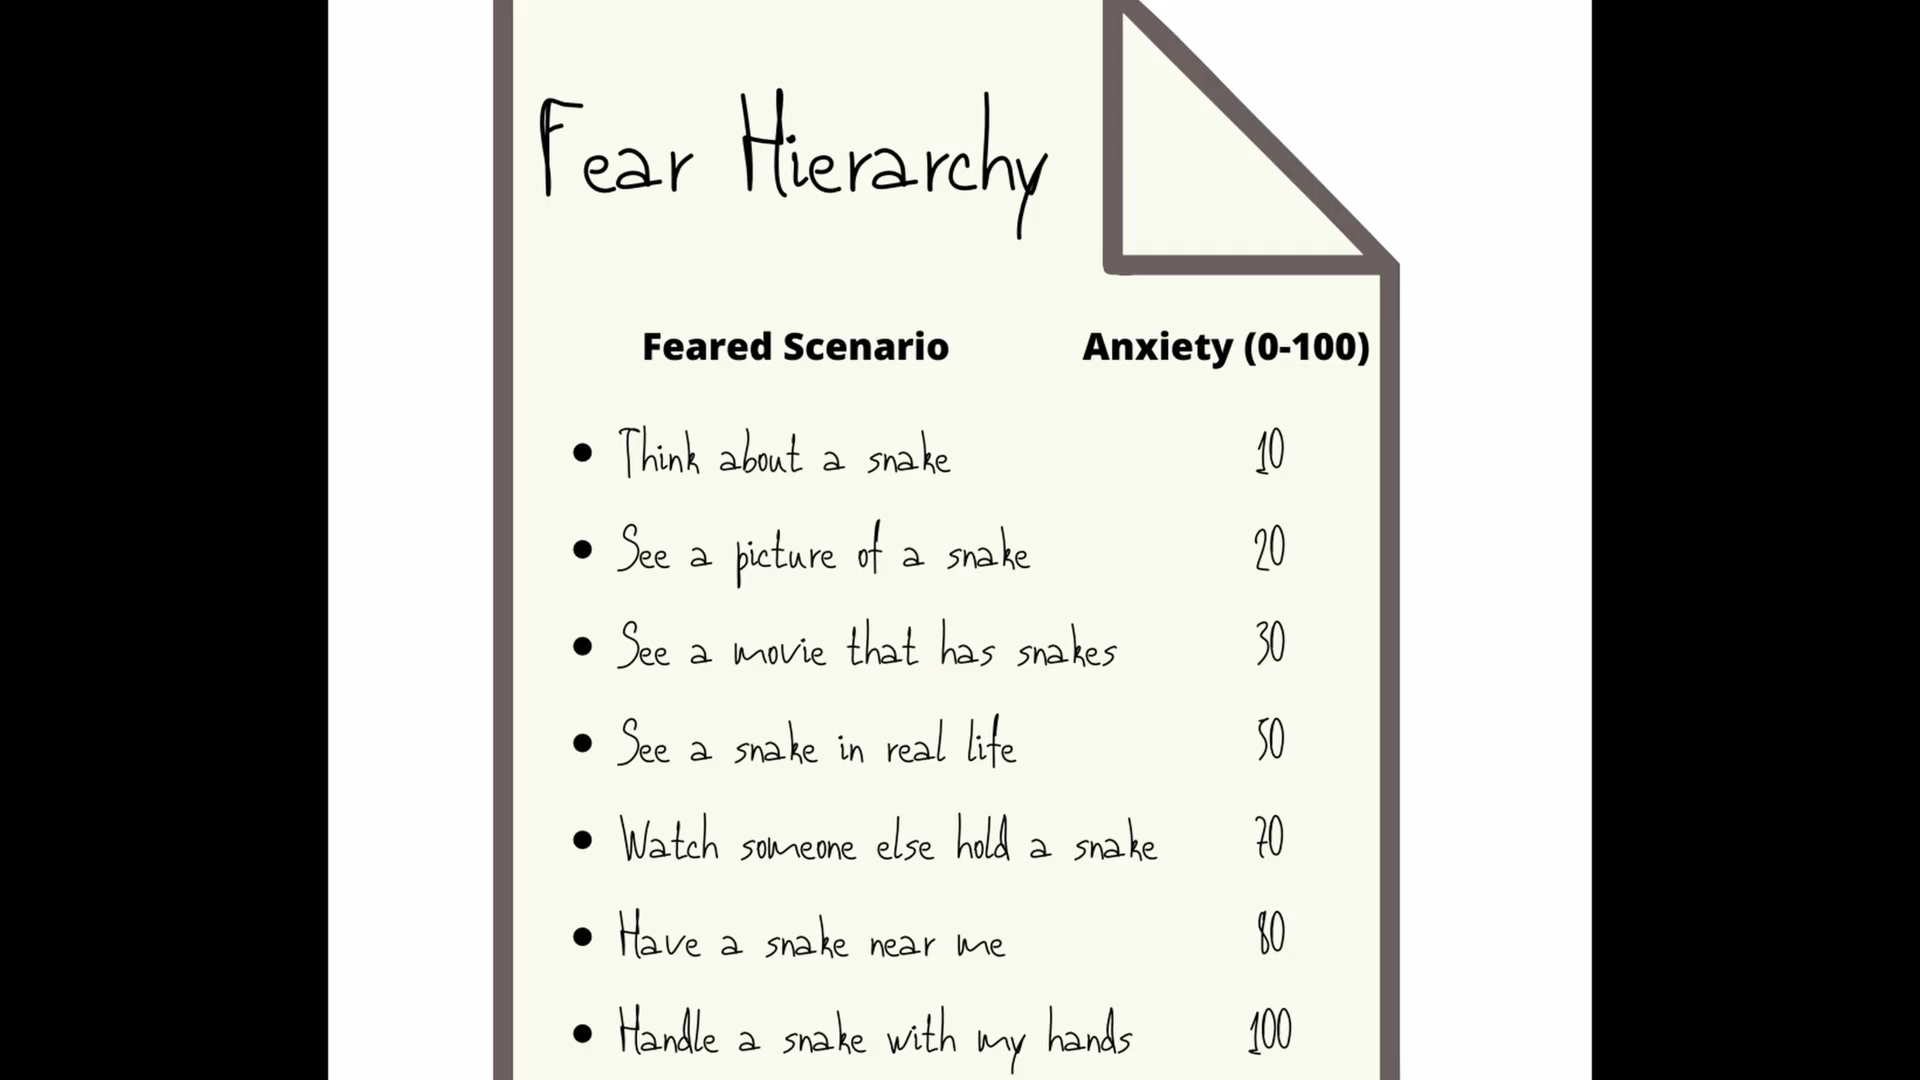 Fear Hierarchy
Feared Scenario Anxiety (0-100)
• Think about a snake 10
• See a picture of a snake 20
• See a movie that has snakes 30
• See a snake in real life 50
• Watch someone else hold a snake 70
• Have a snake near me 80
• Handle a snake with my hands 100